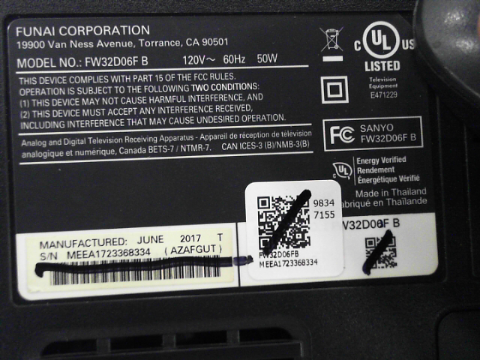 FUNAI CORPORATION
19900 Van Ness Avenue, Torrance, CA 90501
MODEL NO.: FW32D06F B 120V~ 60Hz 50W
THIS DEVICE COMPLIES WITH PART 15 OF THE FCC RULES.
OPERATION IS SUBJECT TO THE FOLLOWING TWO CONDITIONS:
(1) THIS DEVICE MAY NOT CAUSE HARMFUL INTERFERENCE, AND
(2) THIS DEVICE MUST ACCEPT ANY INTERFERENCE RECEIVED,
INCLUDING INTERFERENCE THAT MAY CAUSE UNDESIRED OPERATION.
Analog and Digital Television Receiving Apparatus - Appareil de réception de télévision
analogique et numérique, Canada BETS-7 / NTMR-7. CAN ICES-3 (B)/NMB-3(B)
C UL US
LISTED
Television
Equipment
E471229
FC SANYO
FW32D06F B
UL Energy Verified
Rendement
Énergétique Vérifié
Made in Thailand
Fabriqué en Thaïlande
MANUFACTURED: JUNE 2017 T
S/N MEEA1723368334 (AZAFGUT)
9834
7155
FW32D06FB
MEEA1723368334
W32D06F B